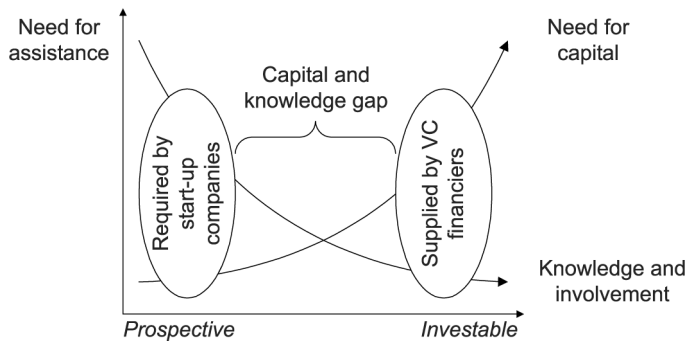 Need for
assistance
Need for
capital
Capital and
knowledge gap
Required by
start-up
companies
Supplied by VC
financiers
Knowledge and
involvement
Prospective
Investable